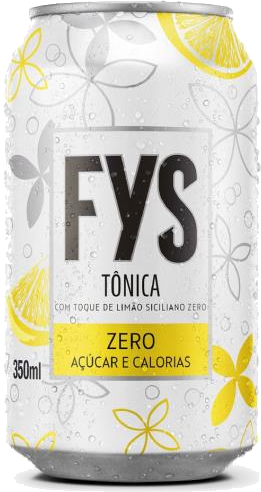 FYS
TÔNICA
COM TOQUE DE LIMÃO SICILIANO ZERO
ZERO
AÇÚCAR E CALORIAS
350ml